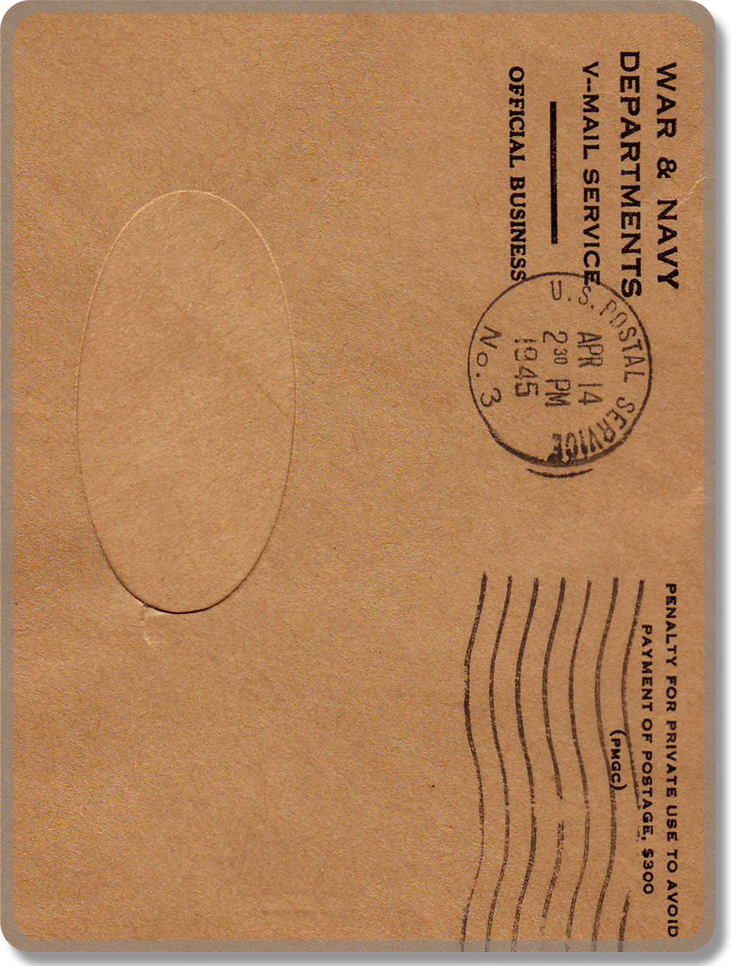 WAR & NAVY
DEPARTMENTS
V--MAIL SERVICE
OFFICIAL BUSINESS
U.S. POSTAL SERVICE
APR 14
2 30 PM
1945
No. 3
PENALTY FOR PRIVATE USE TO AVOID
PAYMENT OF POSTAGE, $300
(PMGC)